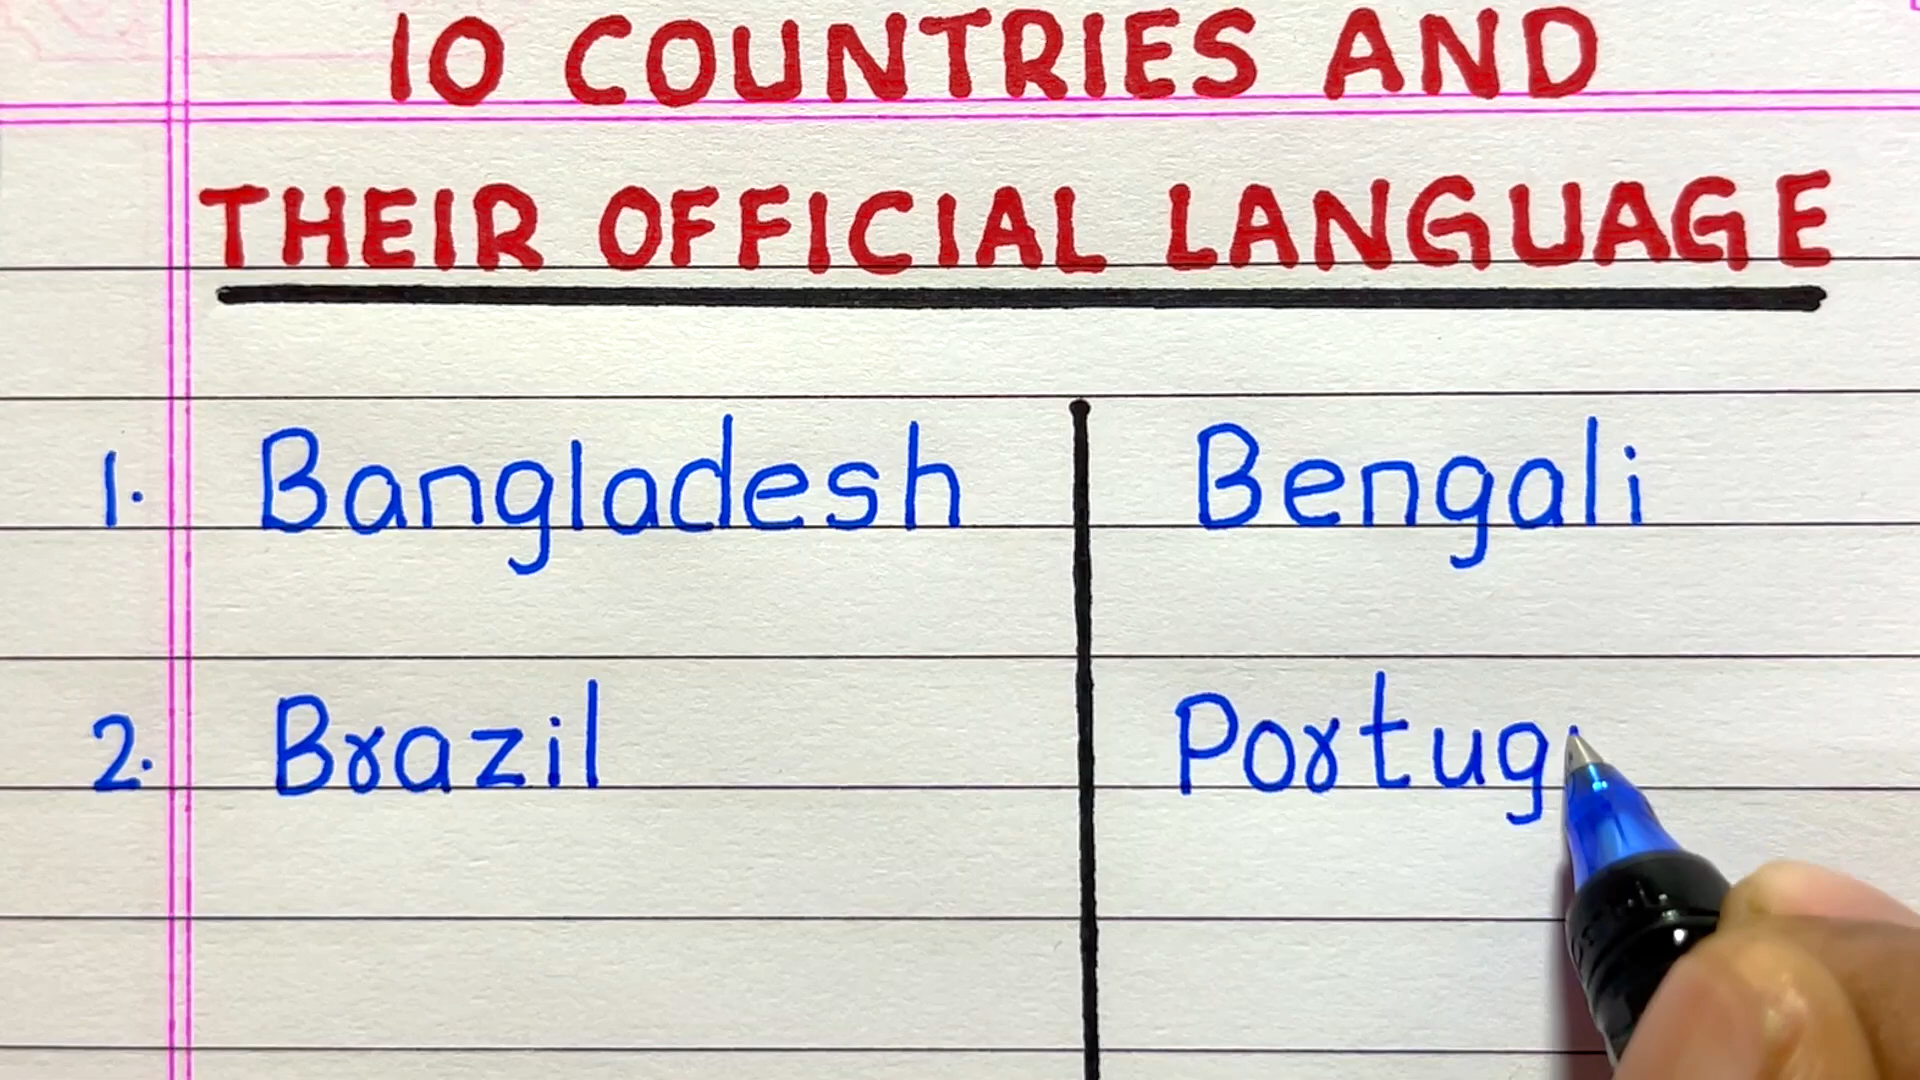 10 COUNTRIES AND
THEIR OFFICIAL LANGUAGE
1. Bangladesh Bengali
2. Brazil Portug